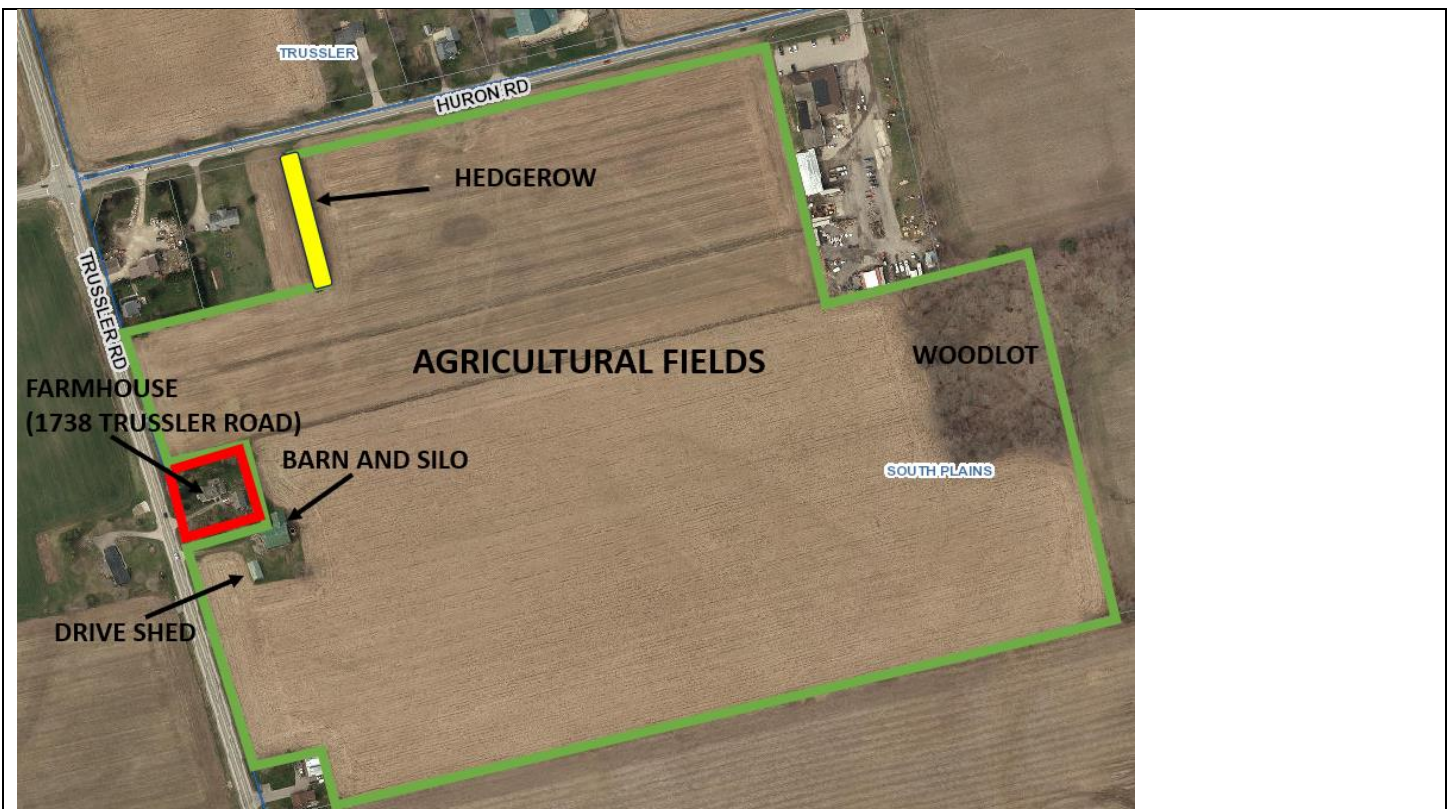 TRUSSLER
HURON RD
HEDGEROW
TRUSSLER RD
AGRICULTURAL FIELDS
WOODLOT
FARMHOUSE
(1738 TRUSSLER ROAD)
BARN AND SILO
SOUTH PLAINS
DRIVE SHED